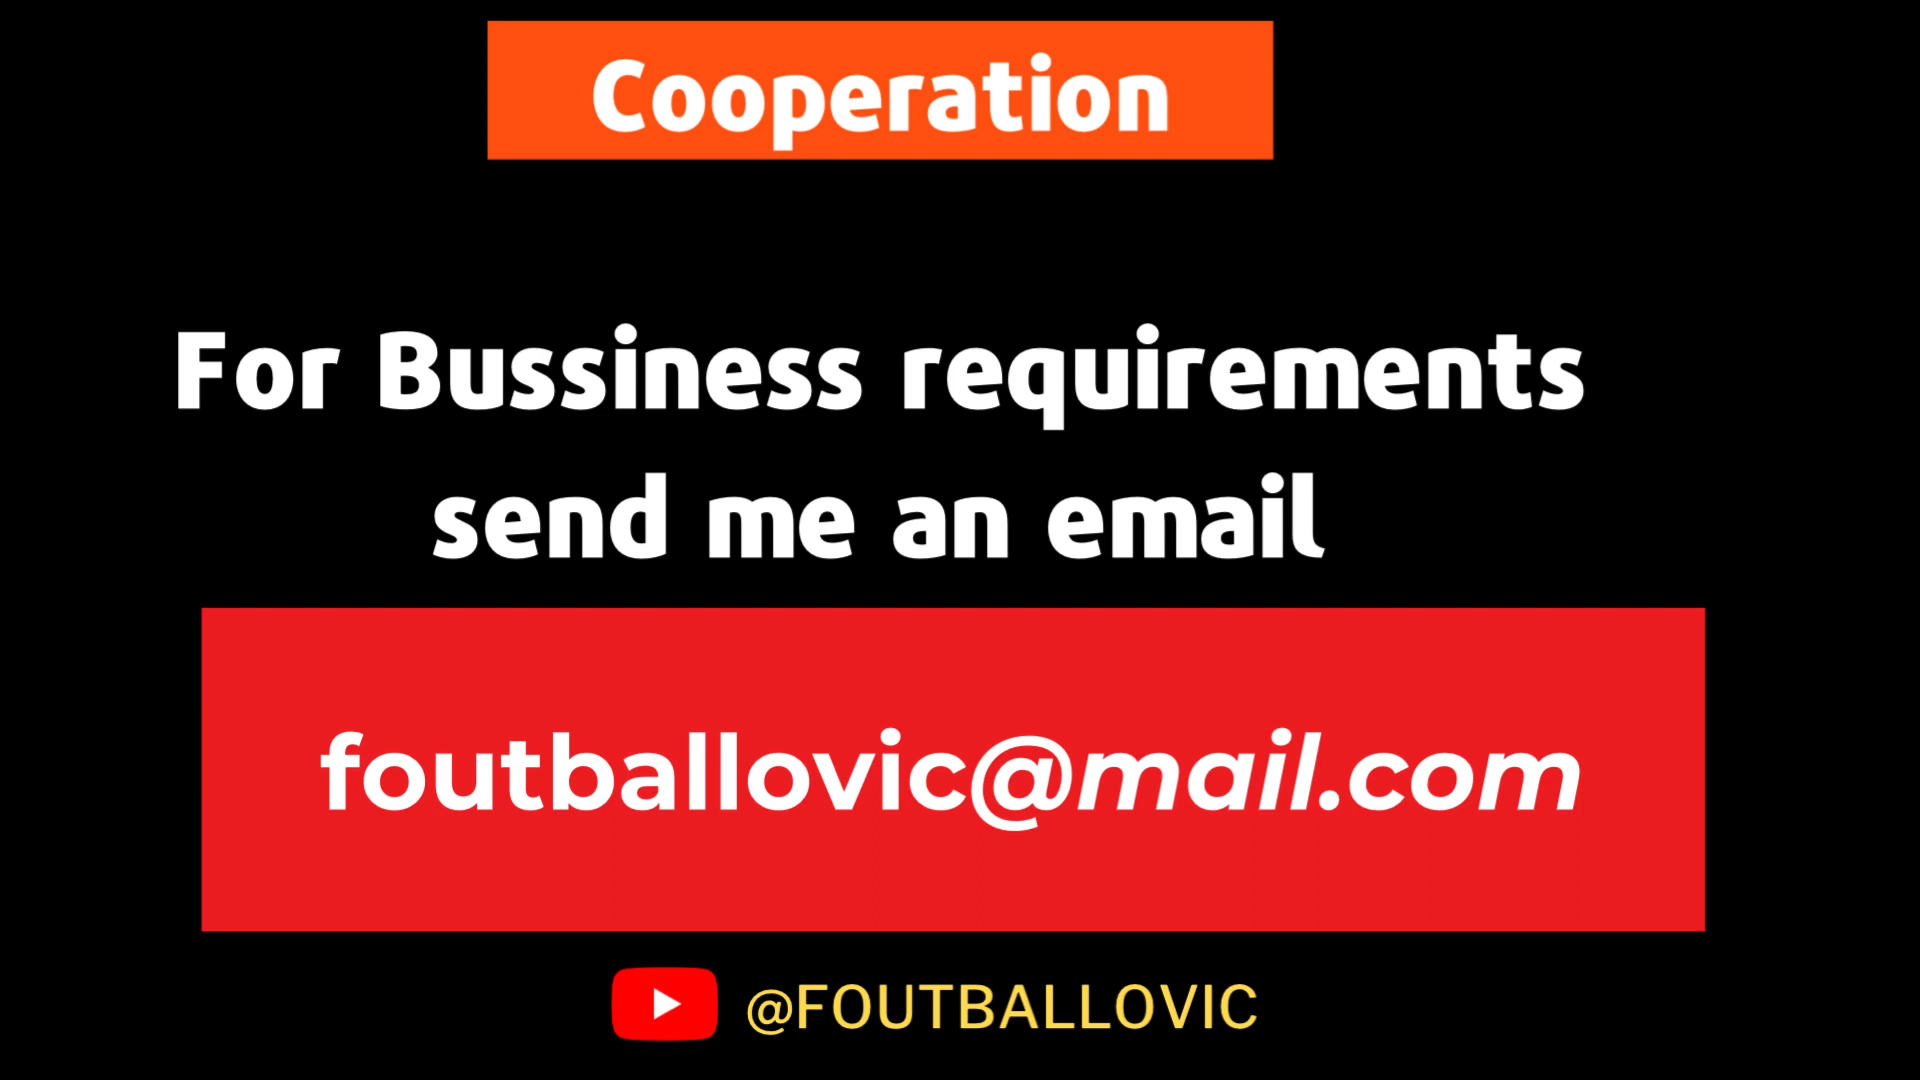 Cooperation
For Bussiness requirements
send me an email
foutballovic@mail.com
@FOUTBALLOVIC